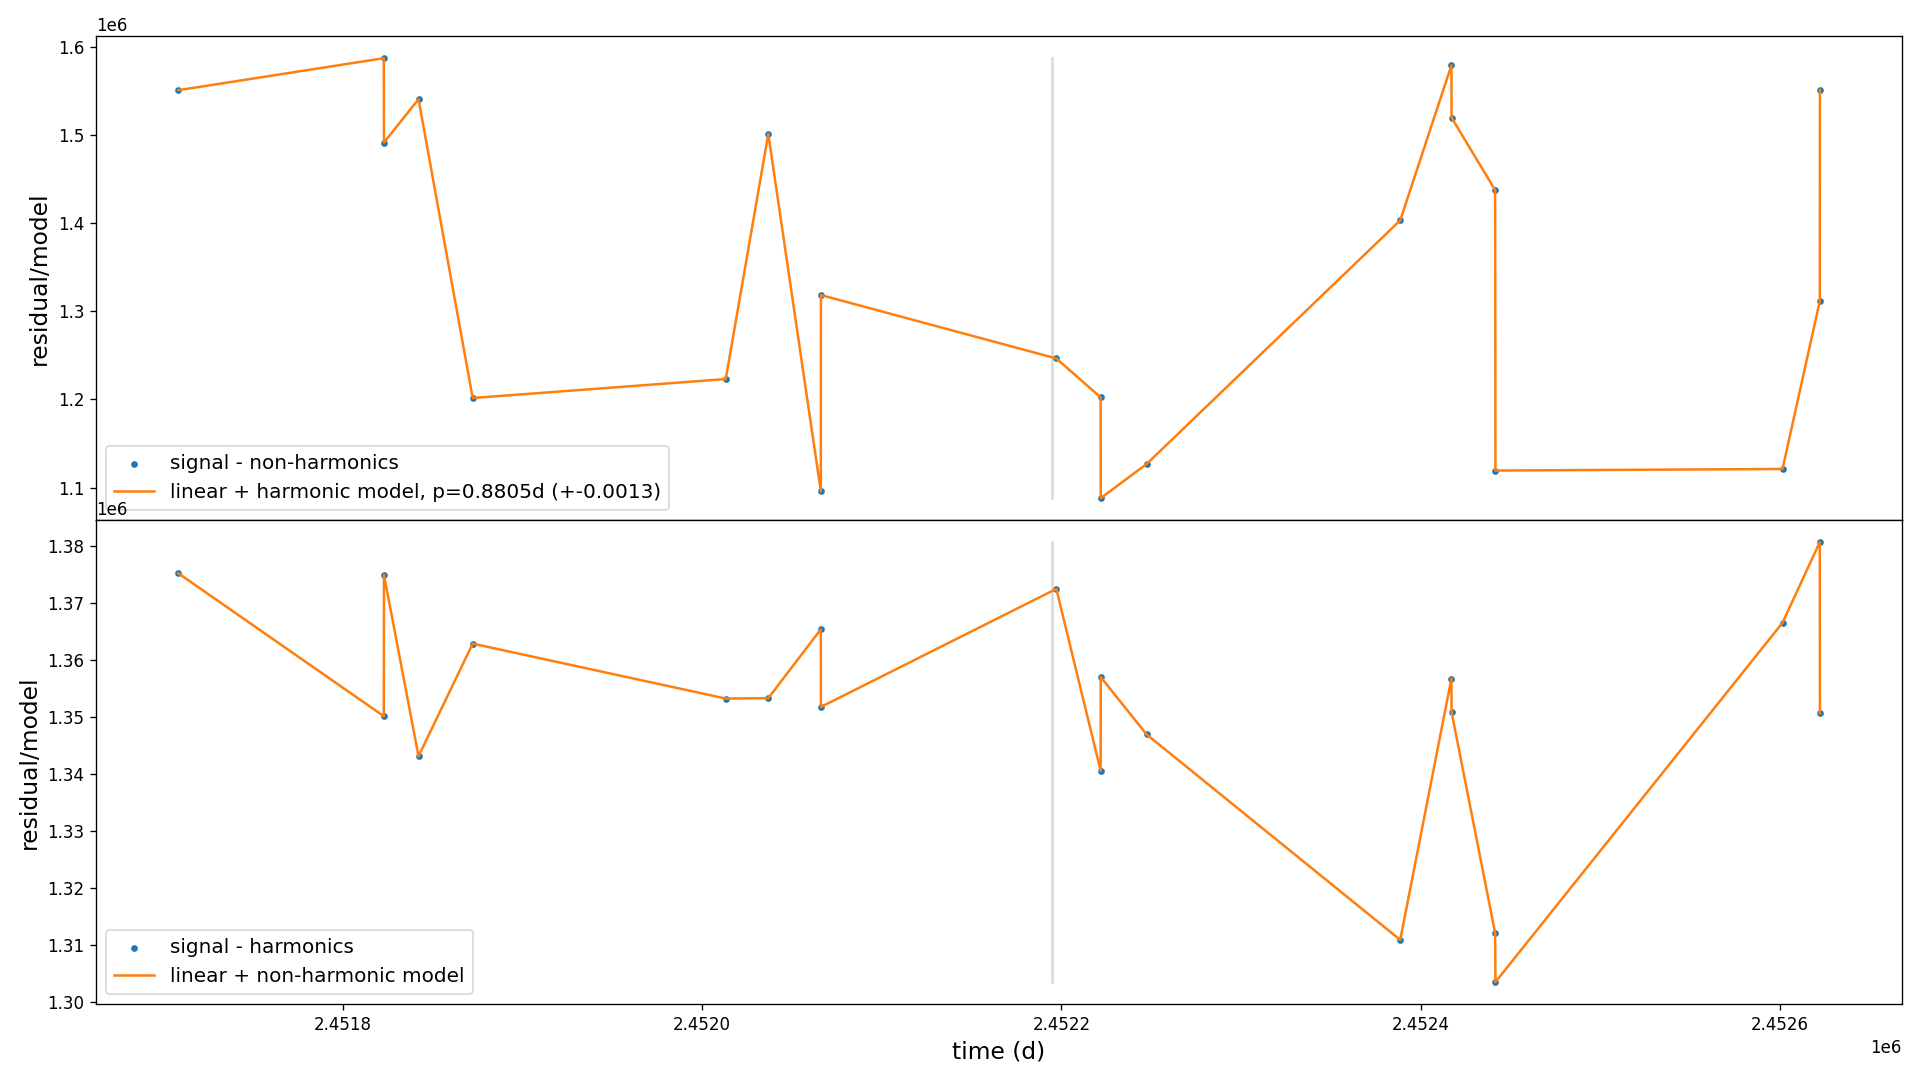 1e6
1.6
1.5
1.4
1.3
1.2
1.1
residual/model
signal - non-harmonics
linear + harmonic model, p=0.8805d (+-0.0013)
1e6
1.38
1.37
1.36
1.35
1.34
1.33
1.32
1.31
1.30
residual/model
signal - harmonics
linear + non-harmonic model
2.4518
2.4520
2.4522
2.4524
2.4526
time (d)
1e6